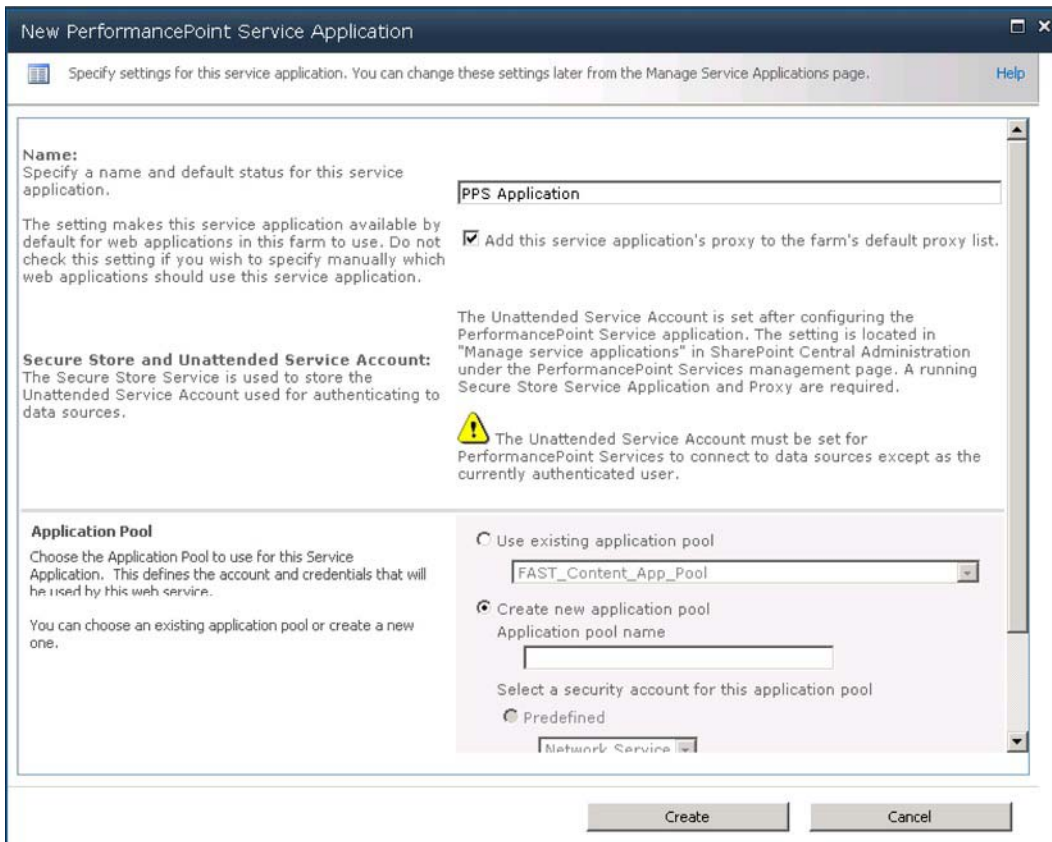 New PerformancePoint Service Application
Specify settings for this service application. You can change these settings later from the Manage Service Applications page.
Help
Name:
Specify a name and default status for this service
application.
The setting makes this service application available by
default for web applications in this farm to use. Do not
check this setting if you wish to specify manually which
web applications should use this service application.
PPS Application
Add this service application's proxy to the farm's default proxy list.
Secure Store and Unattended Service Account:
The Secure Store Service is used to store the
Unattended Service Account used for authenticating to
data sources.
The Unattended Service Account is set after configuring the
PerformancePoint Service application. The setting is located in
"Manage service applications" in SharePoint Central Administration
under the PerformancePoint Services management page. A running
Secure Store Service Application and Proxy are required.
The Unattended Service Account must be set for
PerformancePoint Services to connect to data sources except as the
currently authenticated user.
Application Pool
Choose the Application Pool to use for this Service
Application. This defines the account and credentials that will
be used by this web service.
You can choose an existing application pool or create a new
one.
Use existing application pool
FAST_Content_App_Pool
Create new application pool
Application pool name
Select a security account for this application pool
Predefined
Network Service
Create
Cancel